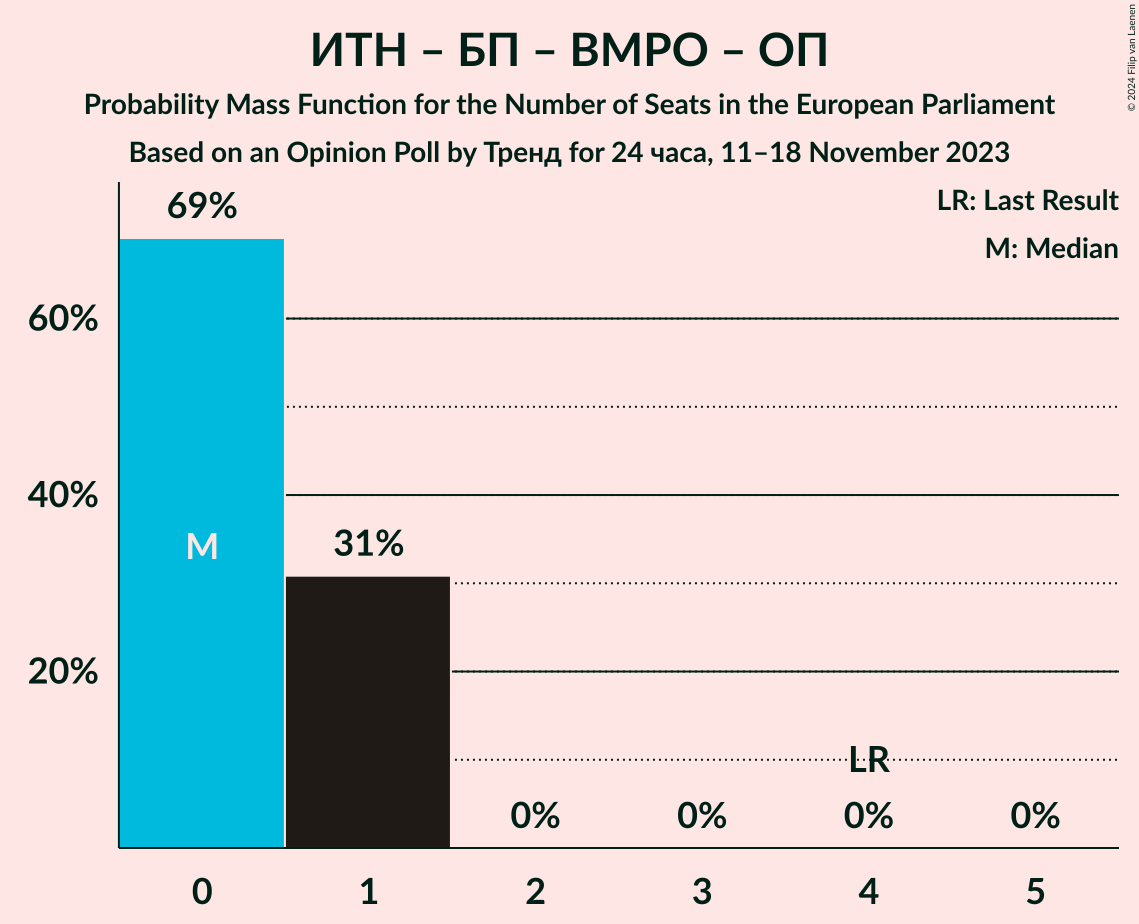 ИТН – БП – ВМРО – ОП
Probability Mass Function for the Number of Seats in the European Parliament
Based on an Opinion Poll by Тренд for 24 часа, 11–18 November 2023
© 2024 Filip van Laenen
LR: Last Result
M: Median
69%
60%
40%
31%
M
20%
LR
0% 0% 0% 0%
0 1 2 3 4 5